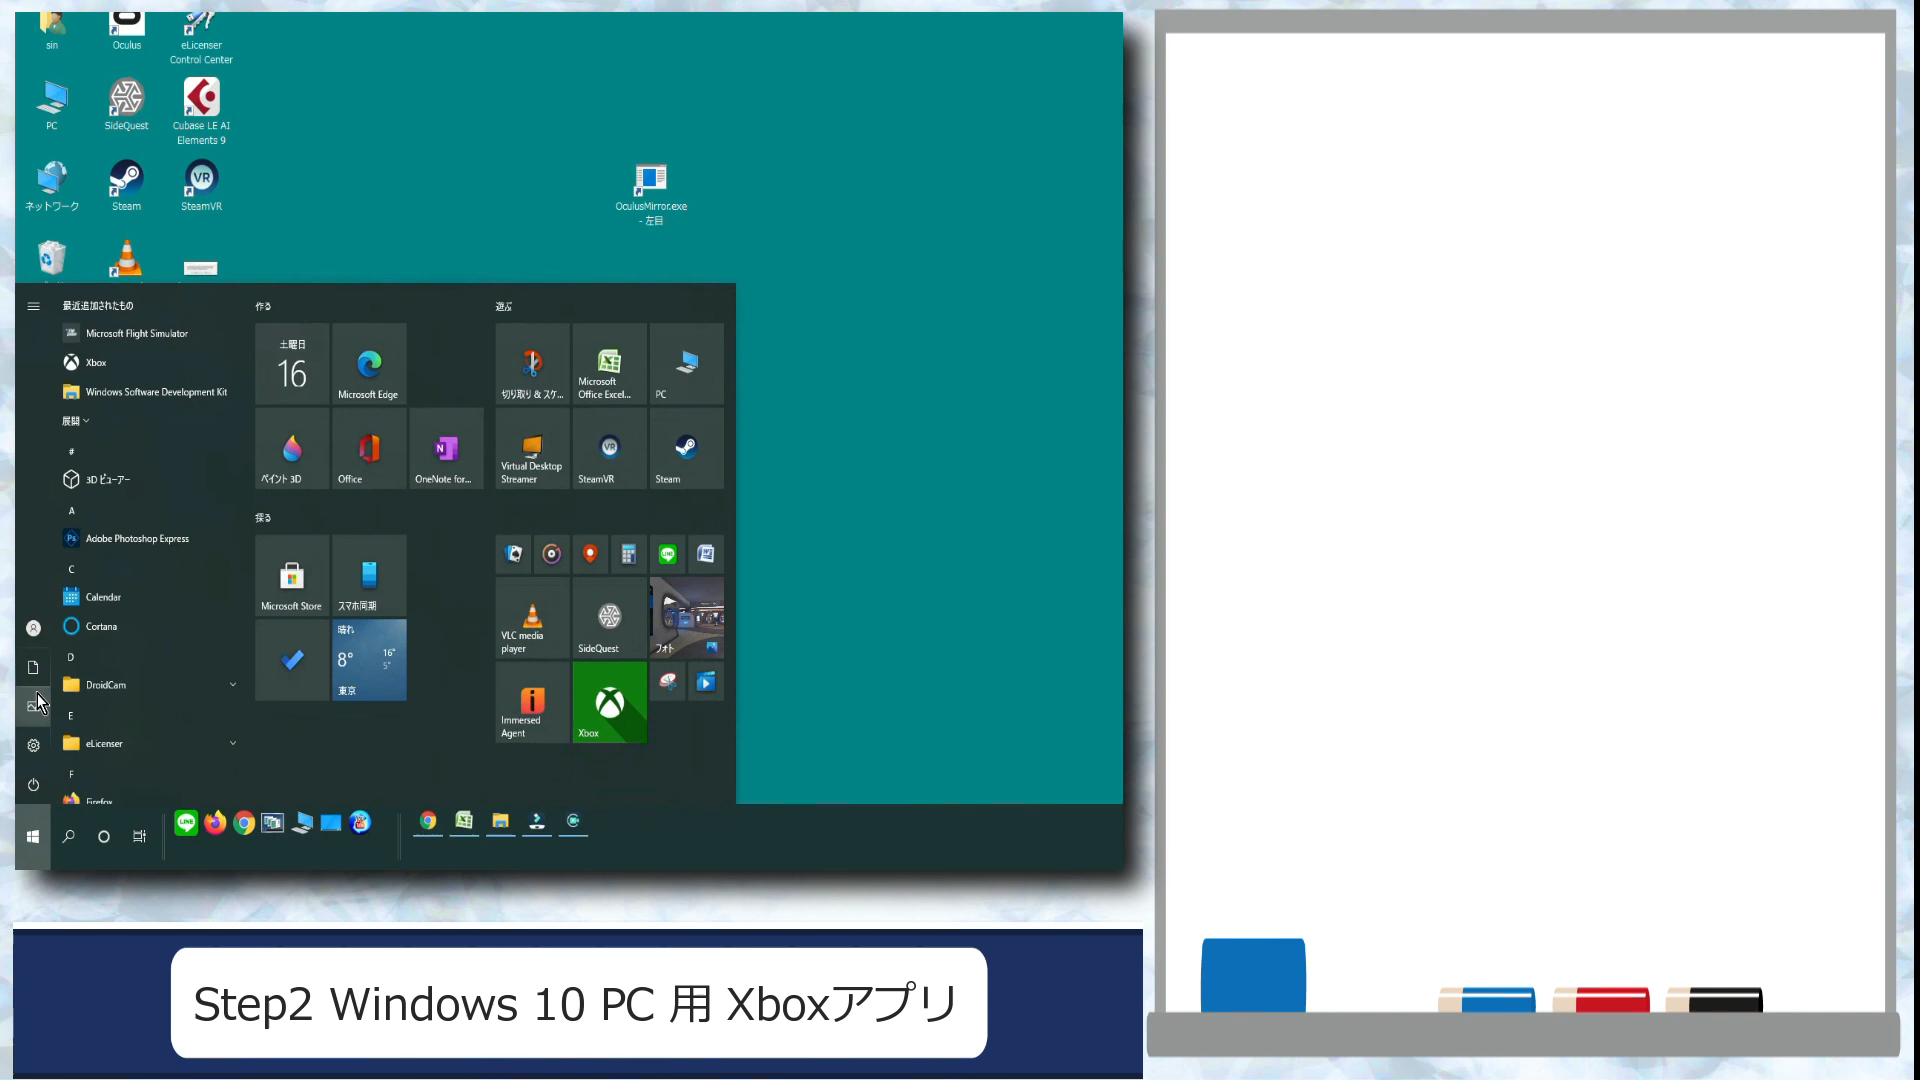 sin
Oculus
eLicenser
Control Center
PC
SideQuest
Cubase LE AI
Elements 9
ネットワーク
Steam
SteamVR
OculusMirror.exe
- 左目
最近追加されたもの
Microsoft Flight Simulator
Xbox
Windows Software Development Kit
展開
#
3D ビューアー
A
Adobe Photoshop Express
C
Calendar
Cortana
D
DroidCam
E
eLicenser
F
Firefox
作る
土曜日
16
Microsoft Edge
ペイント 3D
Office
OneNote for...
探る
Microsoft Store
スマホ同期
晴れ
8°
16°
5°
東京
遊ぶ
切り取り & スケ...
Microsoft
Office Excel...
PC
Virtual Desktop
Streamer
SteamVR
Steam
VLC media
player
SideQuest
フォト
Immersed
Agent
Xbox
Step2 Windows 10 PC 用 Xboxアプリ